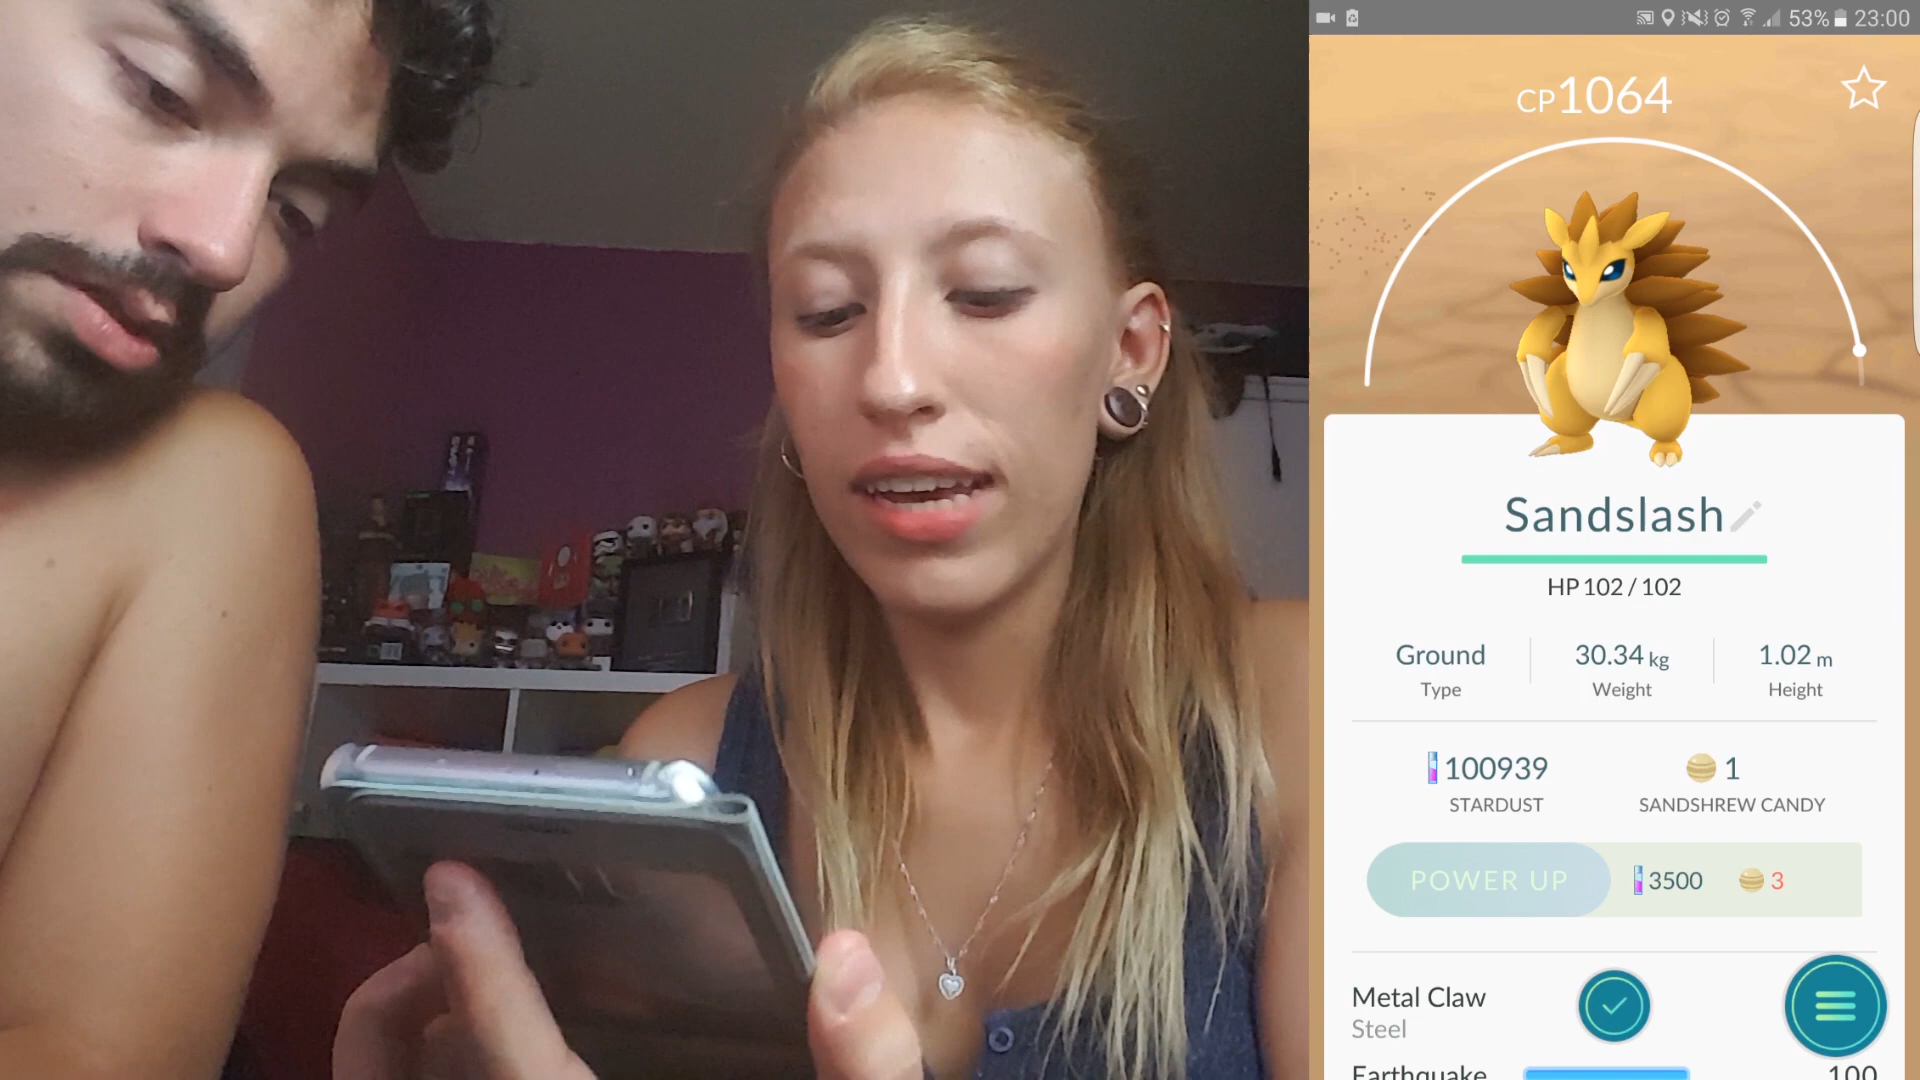 53% 23:00
CP1064
Sandslash
HP 102 / 102
Ground 30.34 kg 1.02 m
Type Weight Height
100939 1
STARDUST SANDSHREW CANDY
POWER UP 3500 3
Metal Claw
Steel
Earthquake 100